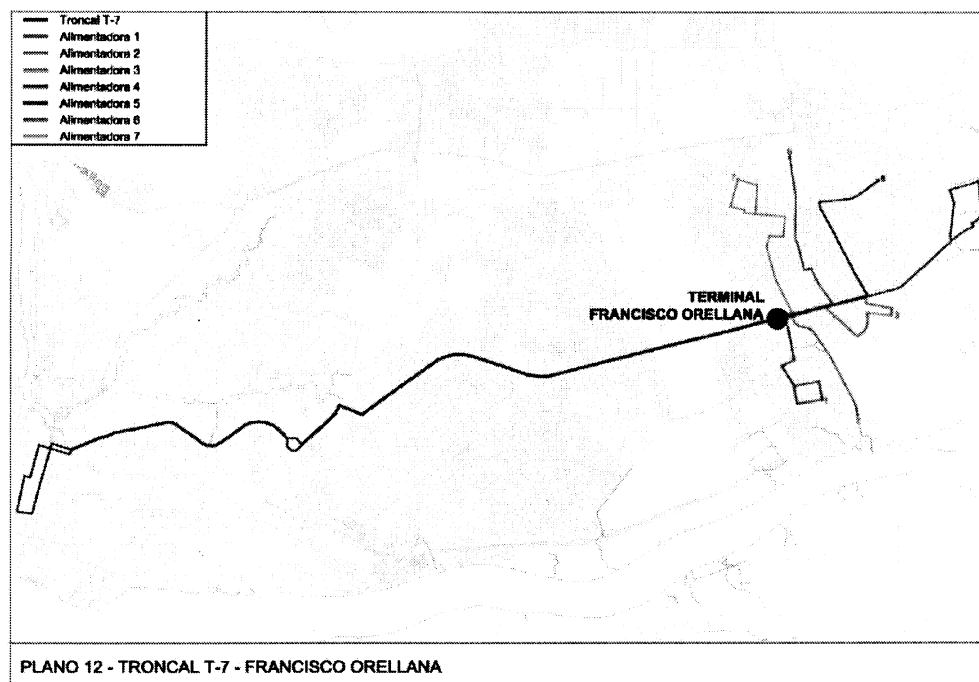 Troncal T-7
Alimentadora 1
Alimentadora 2
Alimentadora 3
Alimentadora 4
Alimentadora 5
Alimentadora 6
Alimentadora 7
TERMINAL
FRANCISCO ORELLANA
PLANO 12 - TRONCAL T-7 - FRANCISCO ORELLANA